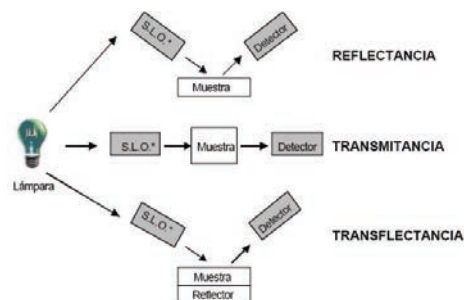 S.L.O.*
Detector
Muestra
REFLECTANCIA
Lámpara
S.L.O.*
Muestra
Detector
TRANSMITANCIA
S.L.O.*
Detector
Muestra
Reflector
TRANSFLECTANCIA